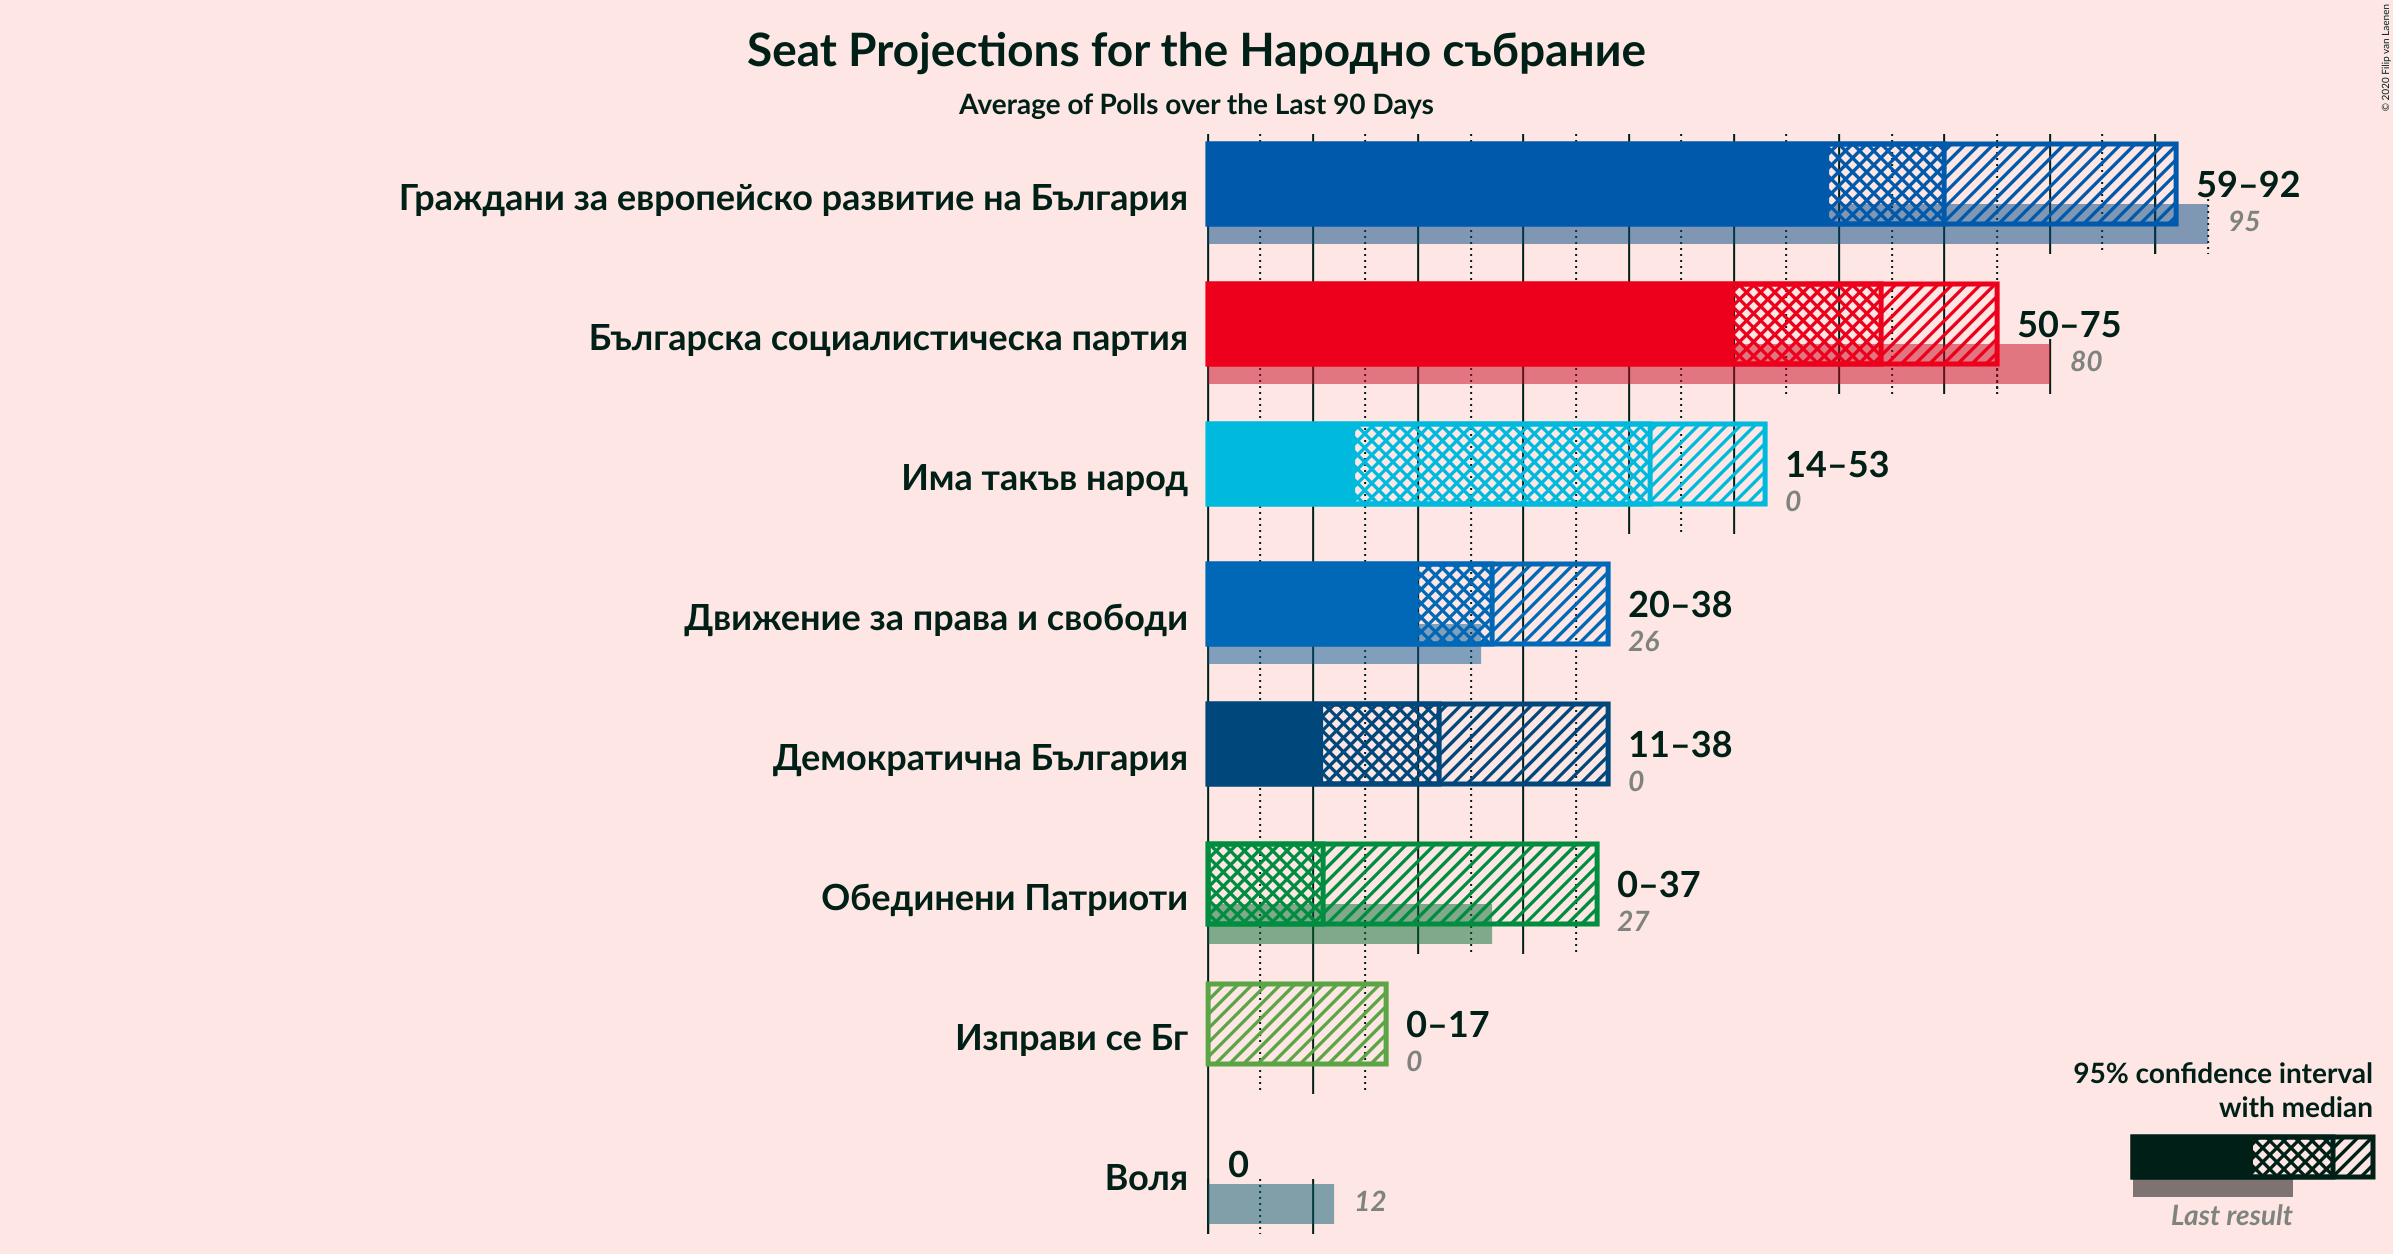 Seat Projections for the Народно събрание
Average of Polls over the Last 90 Days
© 2020 Filip van Laenen
Граждани за европейско развитие на България
59–92
95
Българска социалистическа партия
50–75
80
Има такъв народ
14–53
0
Движение за права и свободи
20–38
26
Демократична България
11–38
0
Обединени Патриоти
0–37
27
Изправи се Бг
0–17
0
Воля
0
12
95% confidence interval
with median
Last result